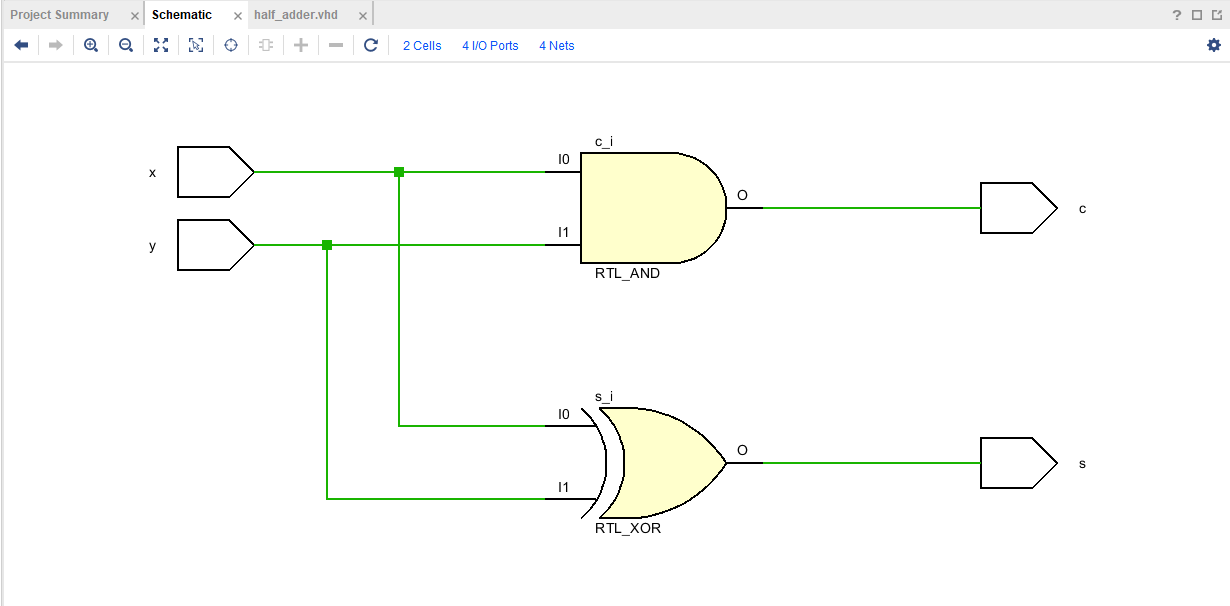 Project Summary × Schematic × half_adder.vhd × ?
2 Cells 4 I/O Ports 4 Nets
c_i
x I0 O
I1 c
y
RTL_AND
s_i
I0 O
I1 s
RTL_XOR